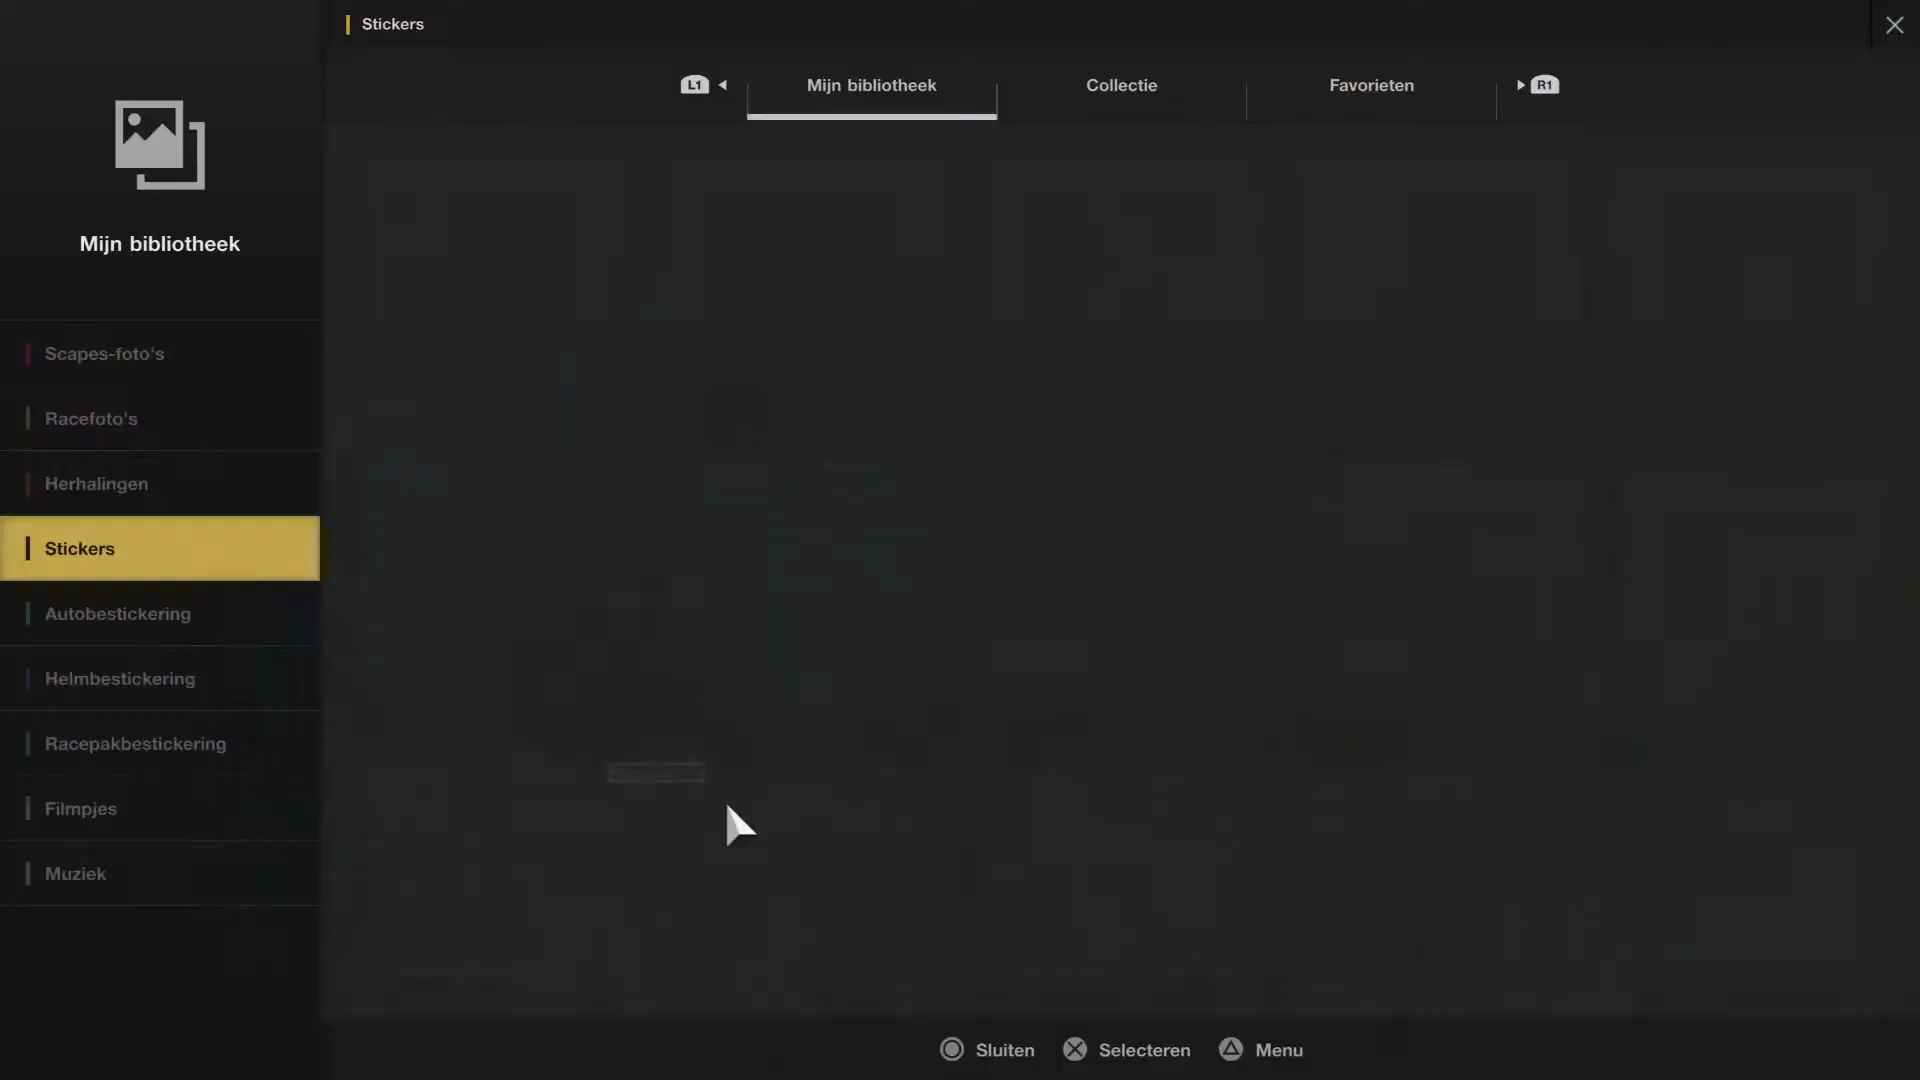 Stickers
L1
Mijn bibliotheek
Collectie
Favorieten
R1
Mijn bibliotheek
Scapes-foto's
Racefoto's
Herhalingen
Stickers
Autobestickering
Helmbestickering
Racepakbestickering
Filmpjes
Muziek
Sluiten
Selecteren
Menu